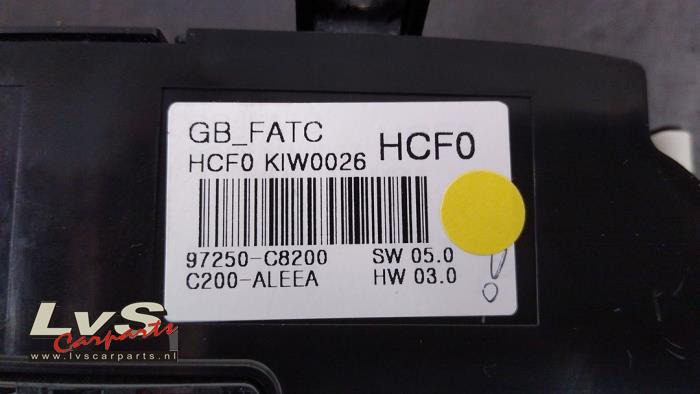 GB_FATC
HCF0 KIW0026 HCF0
97250-C8200 SW 05.0
C200-ALEEA HW 03.0
!
LvS
Carparts
www.lvscarparts.nl